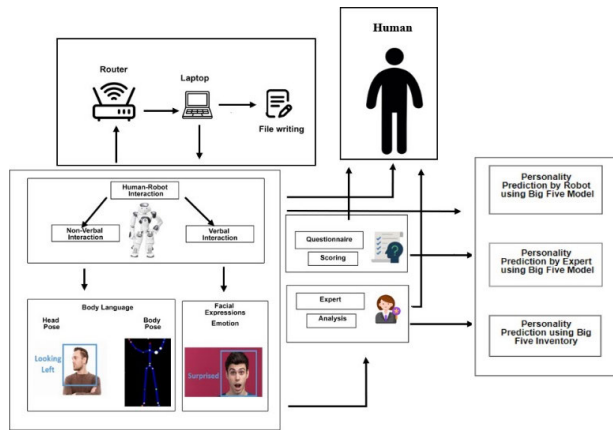 Human
Router
Laptop
File writing
Human-Robot
Interaction
Non-Verbal
Interaction
Verbal
Interaction
Body Language
Head
Pose
Body
Pose
Looking
Left
Facial
Expressions
Emotion
Surprised
Questionnaire
Scoring
Expert
Analysis
Personality
Prediction by Robot
using Big Five Model
Personality
Prediction by Expert
using Big Five Model
Personality
Prediction using Big
Five Inventory